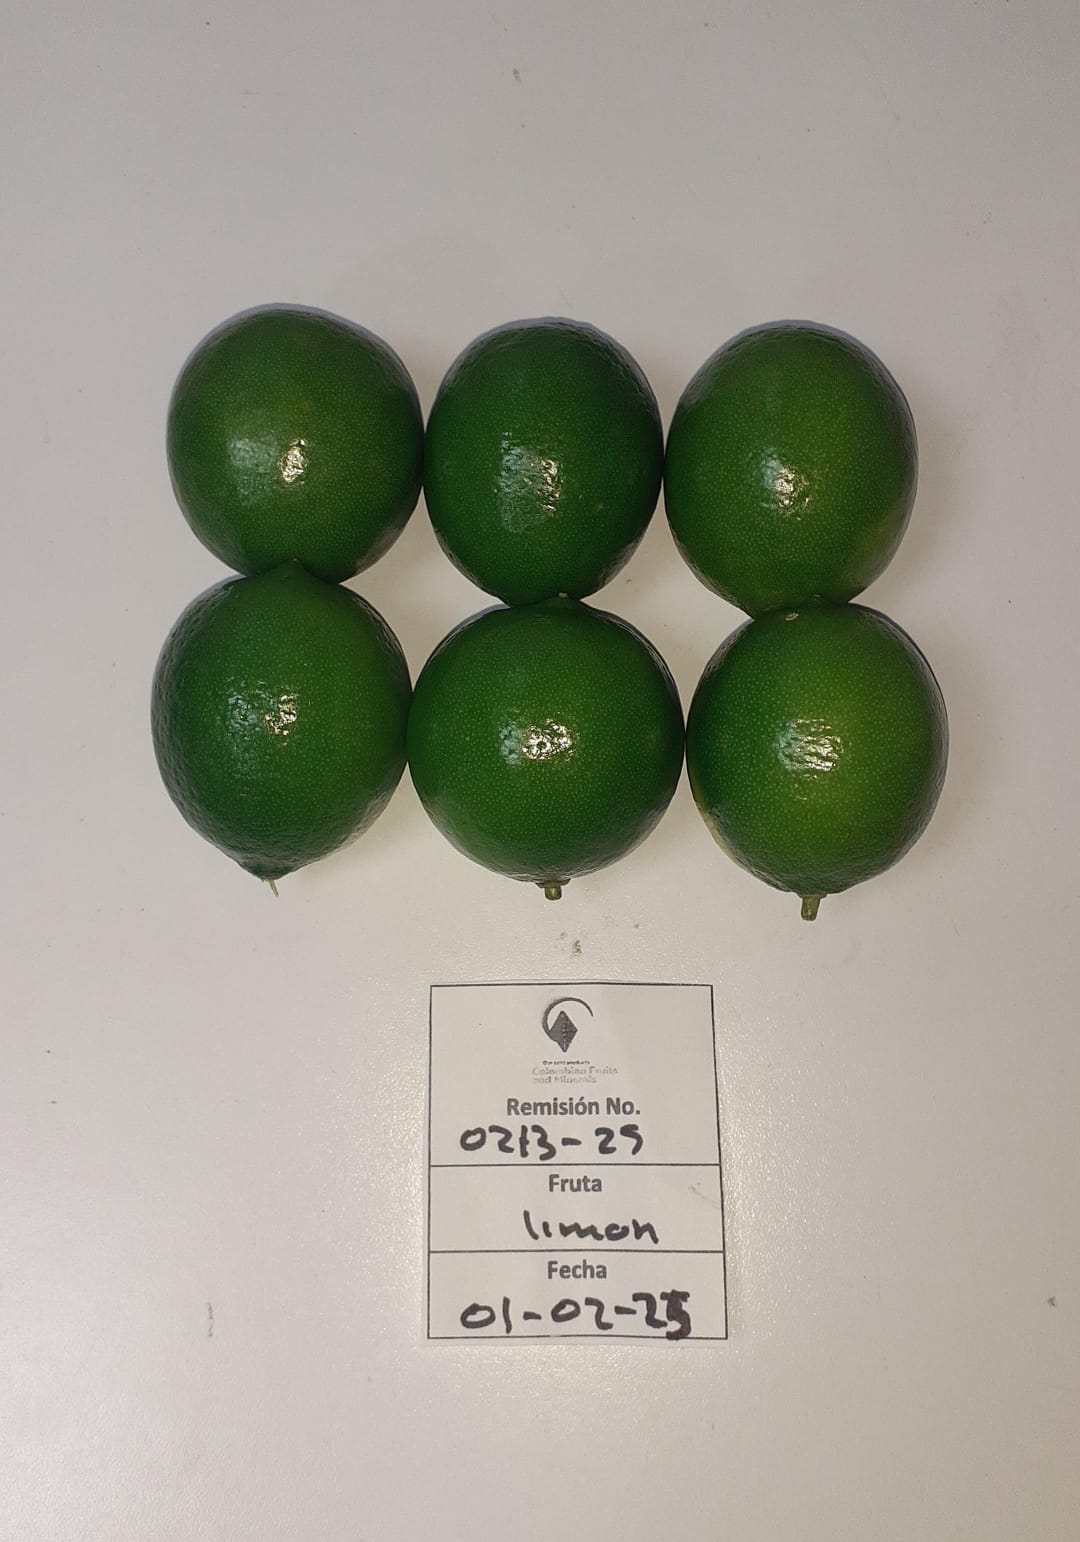 Colombian Fruits
and Minerals
Remisión No.
0213-25
Fruta
limon
Fecha
01-02-25